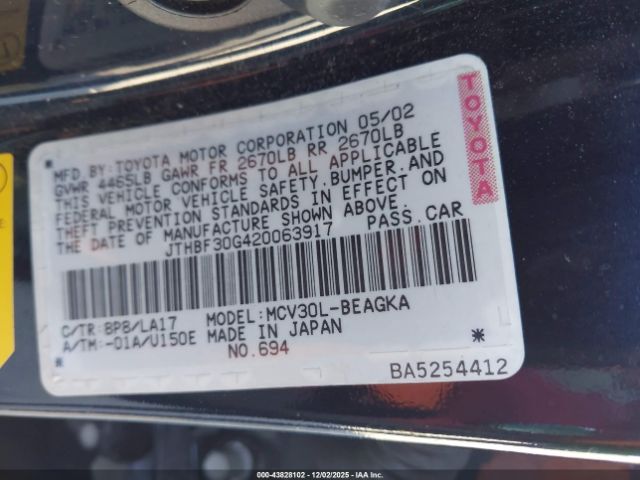 MFD. BY: TOYOTA MOTOR CORPORATION 05/02
GVWR 4465LB GAWR FR 2670LB RR 2670LB
THIS VEHICLE CONFORMS TO ALL APPLICABLE
FEDERAL MOTOR VEHICLE SAFETY, BUMPER, AND
THEFT PREVENTION STANDARDS IN EFFECT ON
THE DATE OF MANUFACTURE SHOWN ABOVE.
JTHBF30G420063917 PASS. CAR
C/TR: 8P8/LA17 MODEL: MCV30L-BEAGKA
A/TM: -01A/U150E MADE IN JAPAN
NO. 694
BA5254412
TOYOTA
000-43828102 - 12/02/2025 - IAA Inc.